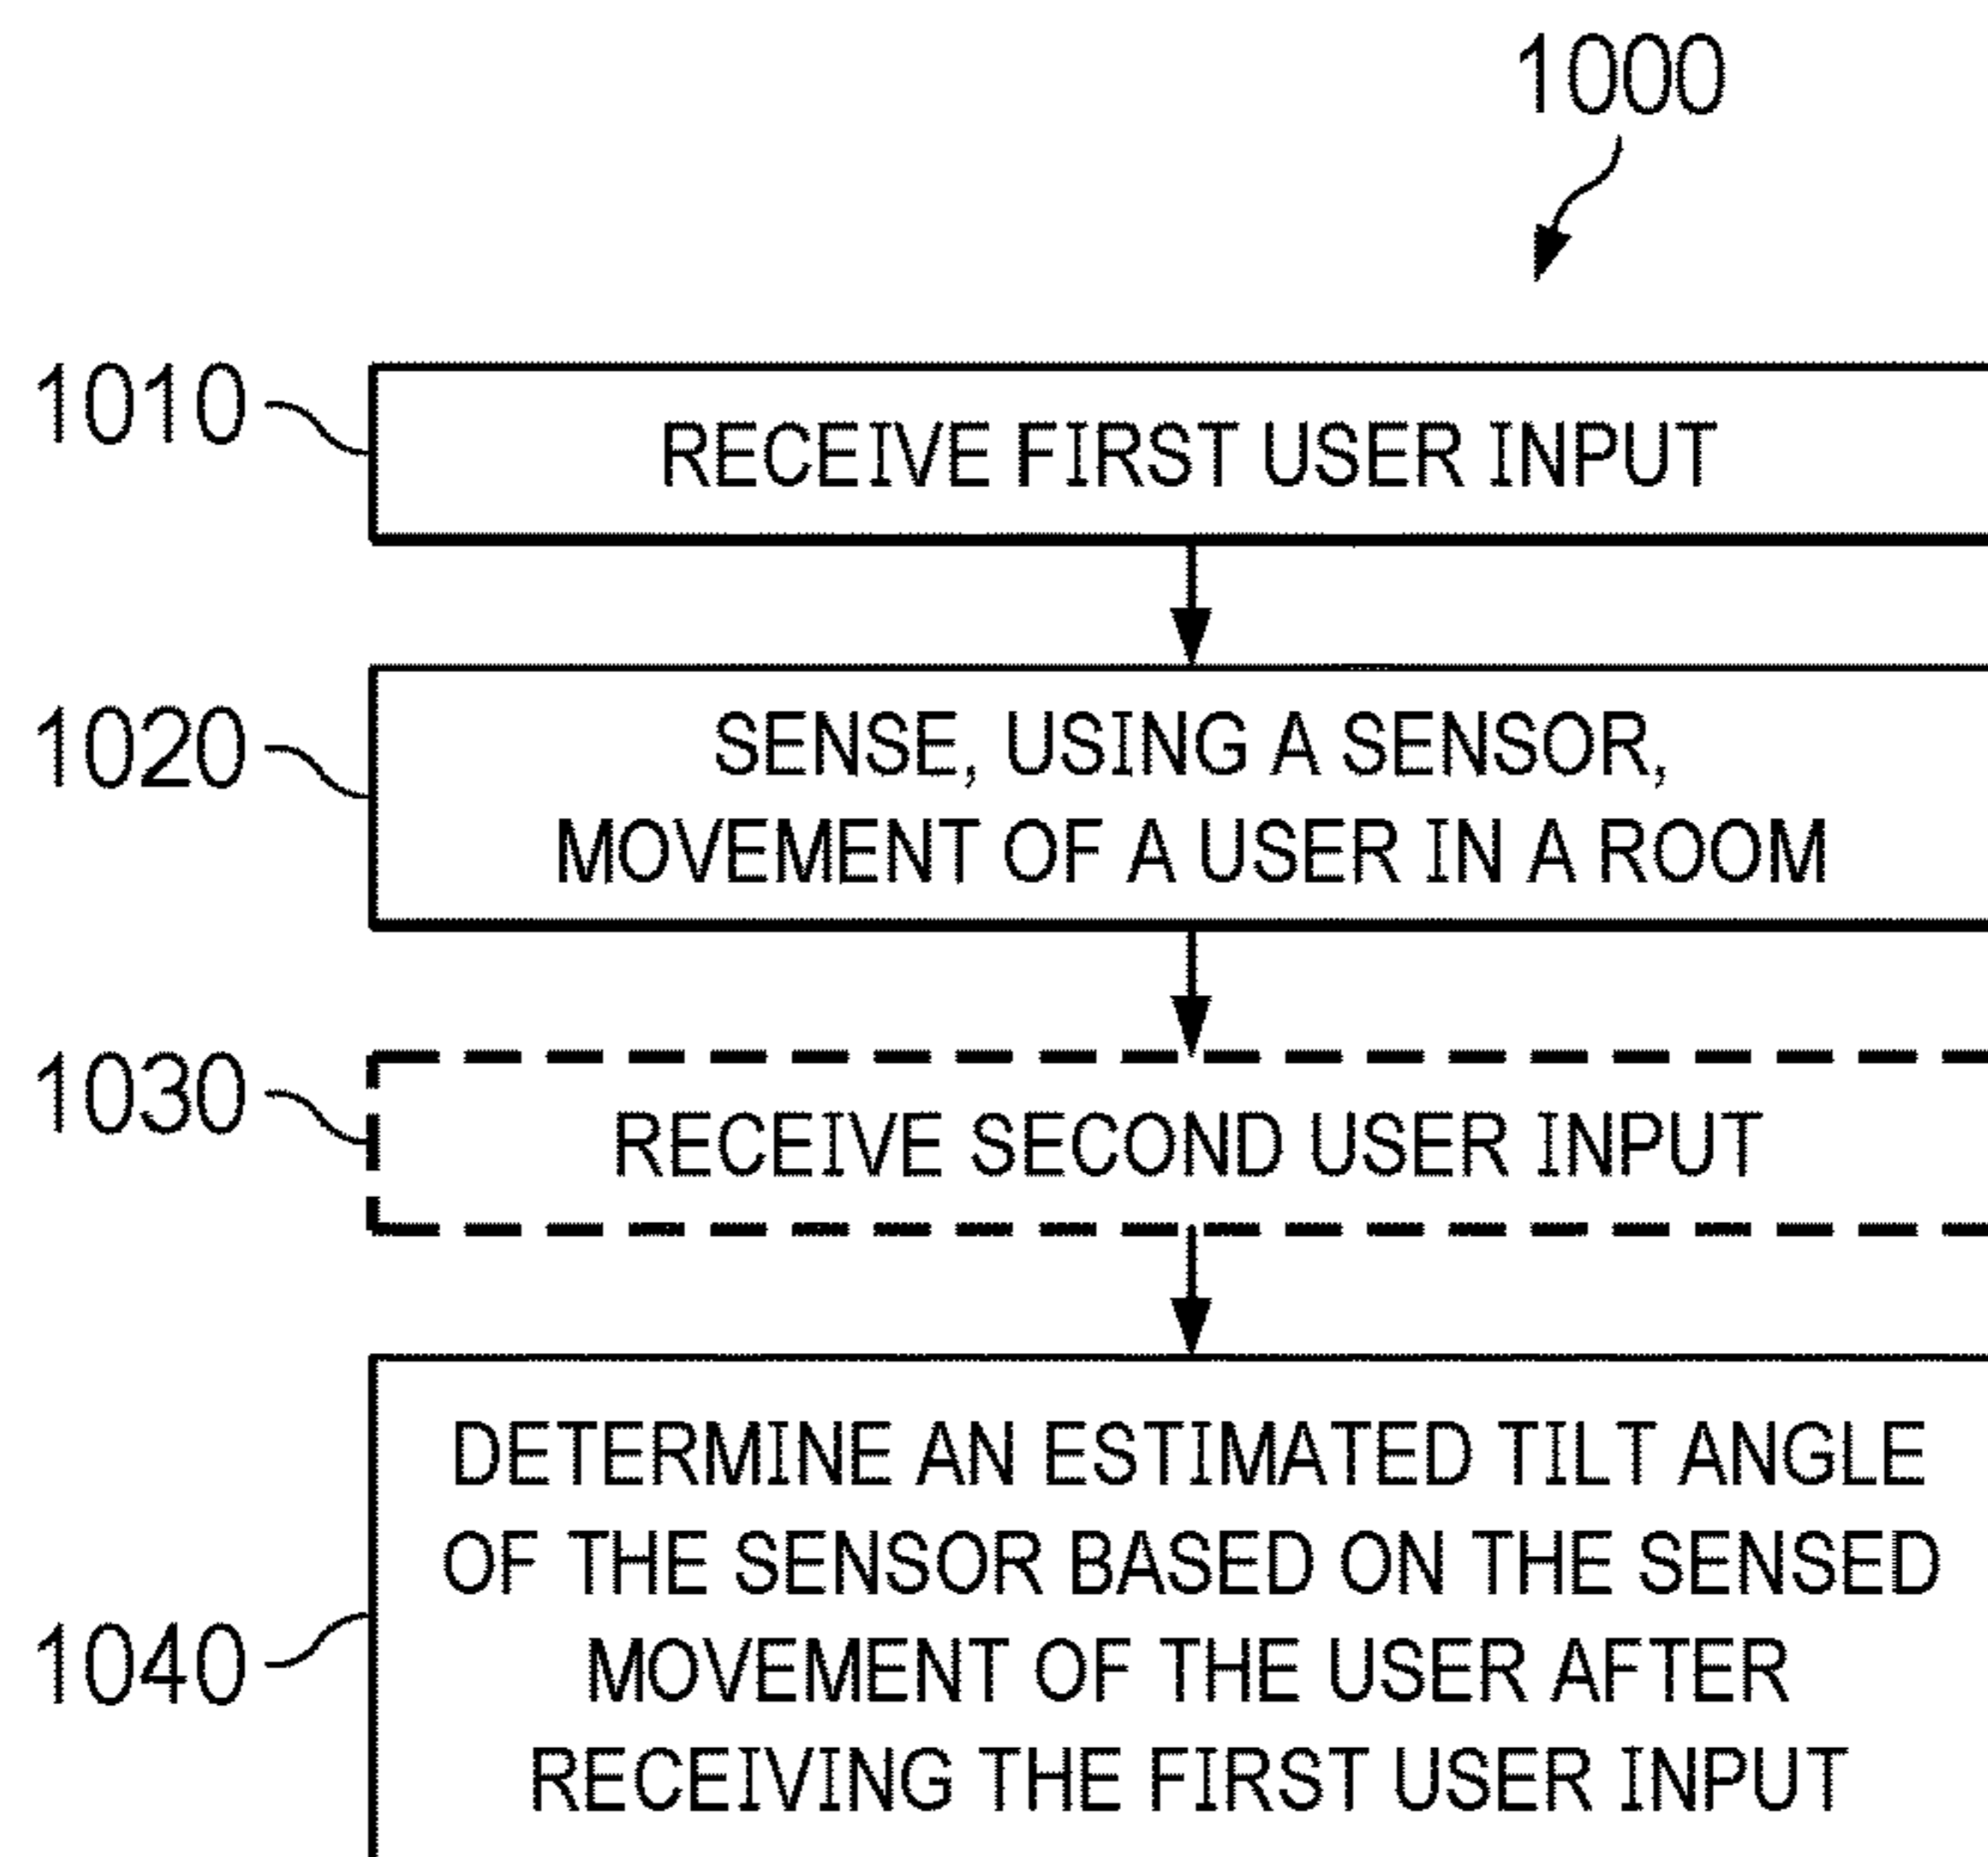 1000
1010
RECEIVE FIRST USER INPUT
1020
SENSE, USING A SENSOR,
MOVEMENT OF A USER IN A ROOM
1030
RECEIVE SECOND USER INPUT
1040
DETERMINE AN ESTIMATED TILT ANGLE
OF THE SENSOR BASED ON THE SENSED
MOVEMENT OF THE USER AFTER
RECEIVING THE FIRST USER INPUT